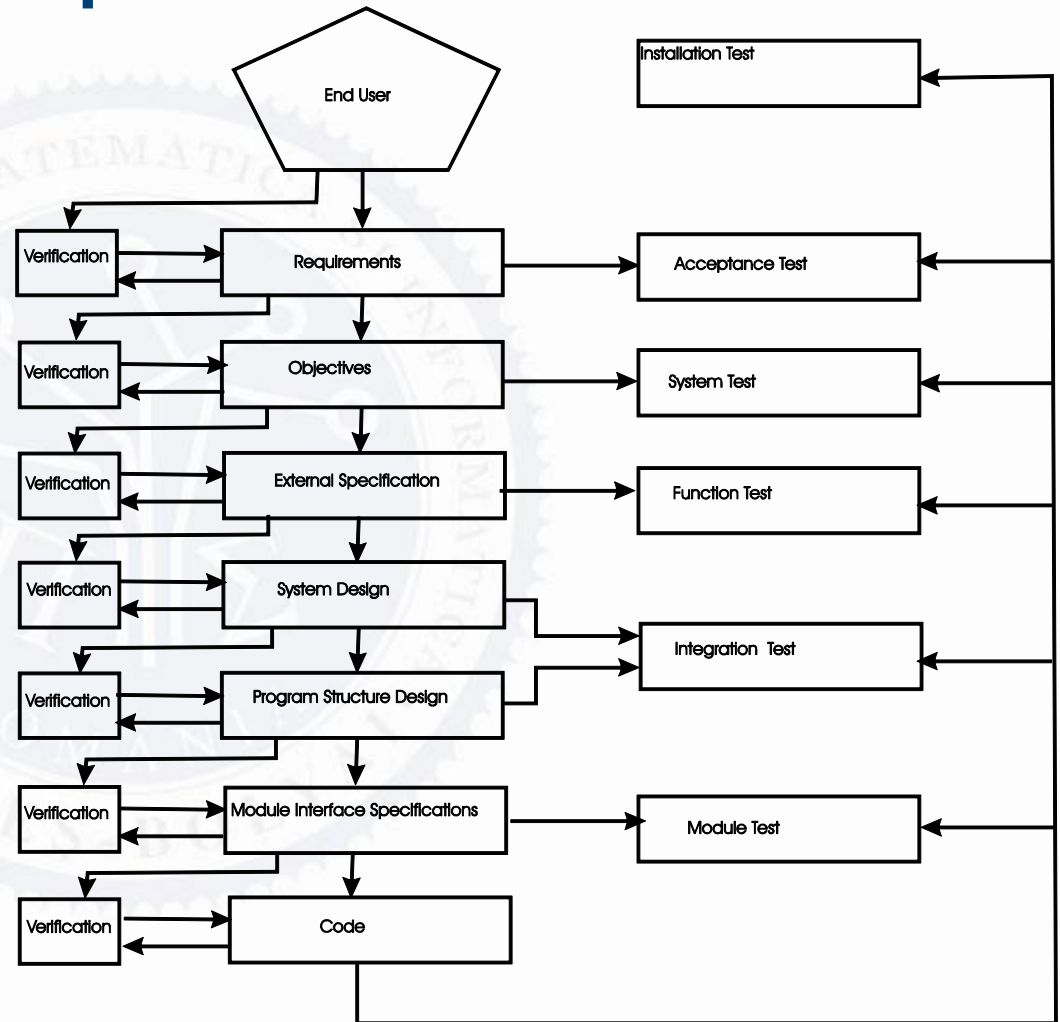 End User
Installation Test
Verification
Requirements
Acceptance Test
Verification
Objectives
System Test
Verification
External Specification
Function Test
Verification
System Design
Integration Test
Verification
Program Structure Design
Verification
Module Interface Specifications
Module Test
Verification
Code